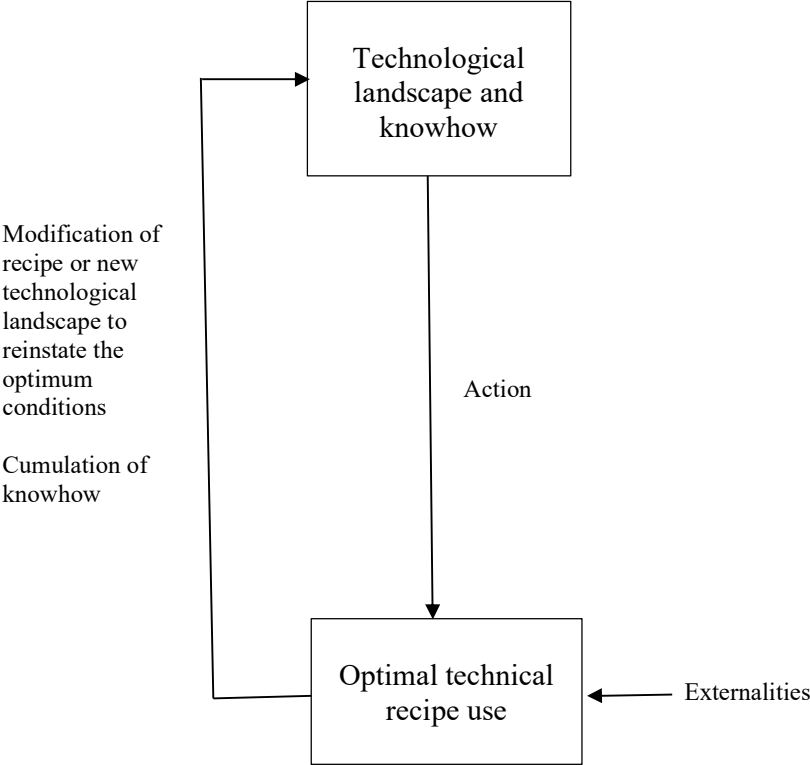 Technological
landscape and
knowhow
Modification of
recipe or new
technological
landscape to
reinstate the
optimum
conditions
Cumulation of
knowhow
Action
Optimal technical
recipe use
Externalities